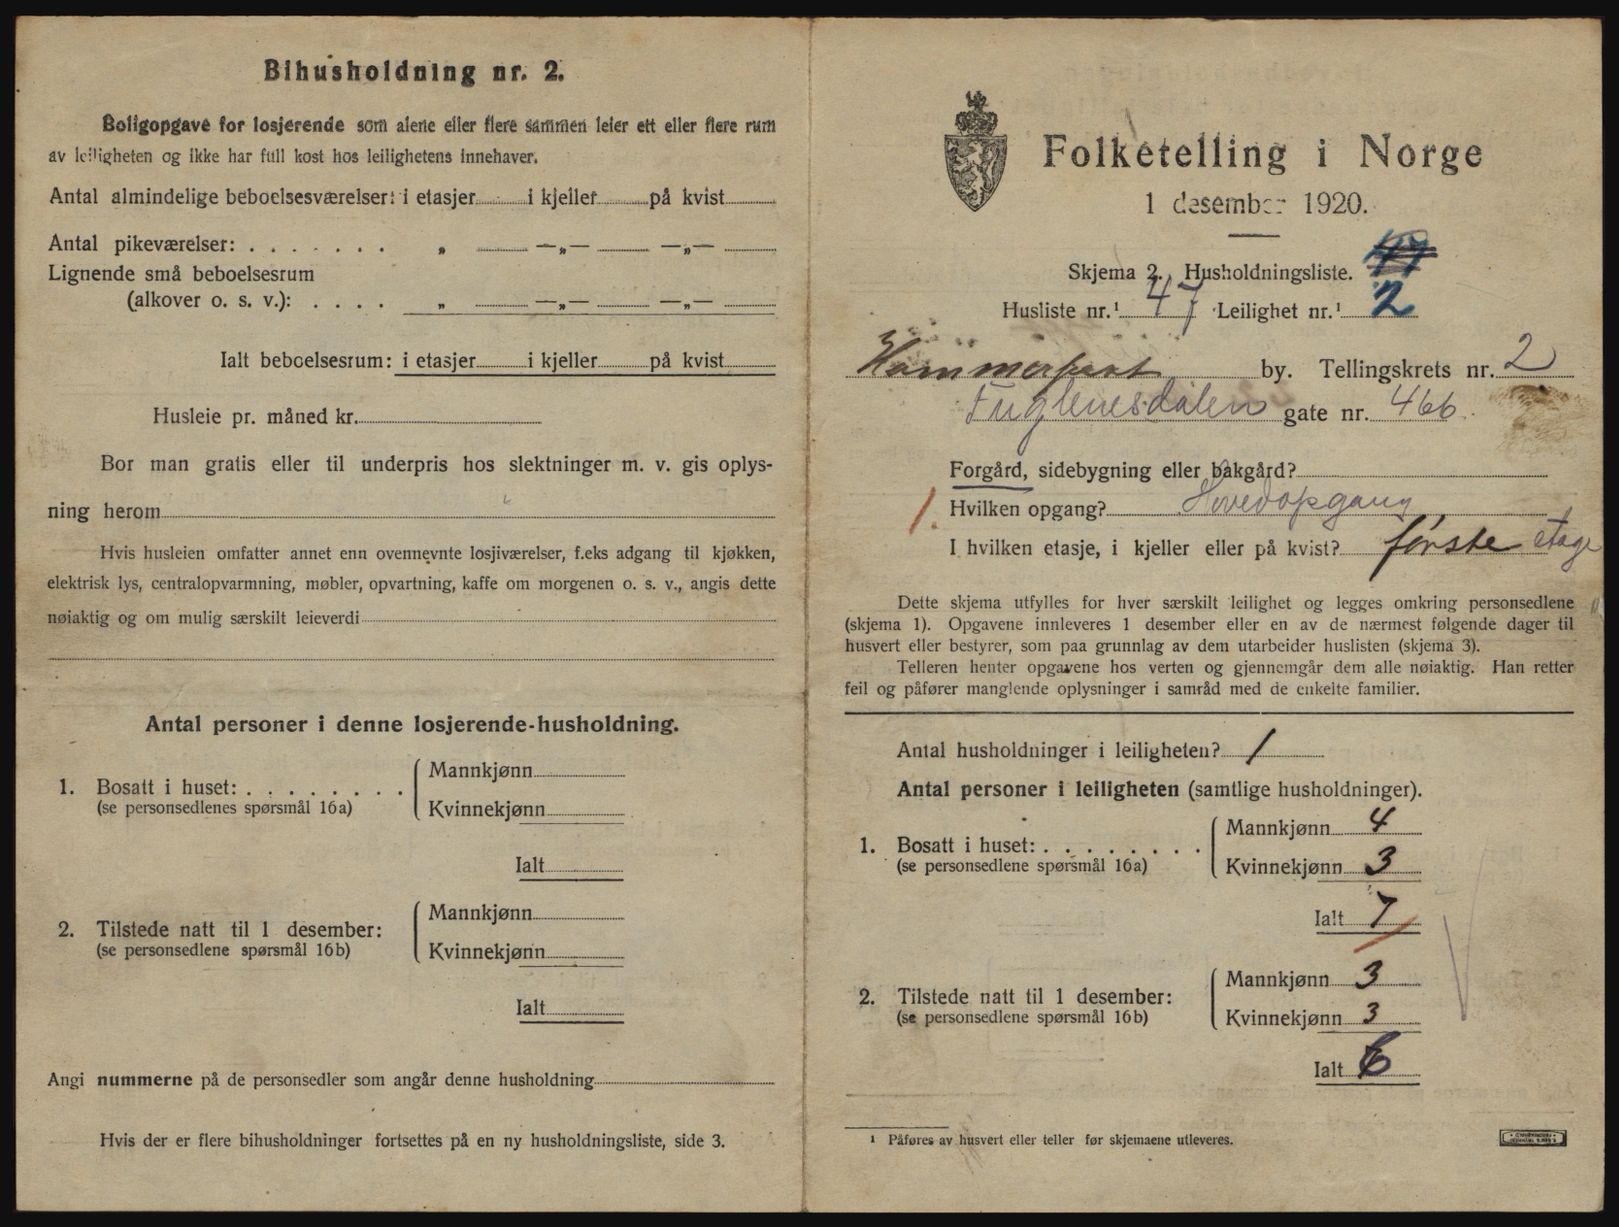 Bihusholdning nr. 2.
Boligopgave for losjerende som alene eller flere sammen leier ett eller flere rum
av leiligheten og ikke har full kost hos leilighetens innehaver.
Antal almindelige beboelsesværelser: i etasjer i kjeller på kvist
Antal pikeværelser: . . . . . . . „ —„— —„—
Lignende små beboelsesrum
(alkover o. s. v.): . . . . „ —„— —„—
Ialt beboelsesrum: i etasjer i kjeller på kvist
Husleie pr. måned kr.
Bor man gratis eller til underpris hos slektninger m. v. gis oplys-
ning herom
Hvis husleien omfatter annet enn ovennevnte losjiværelser, f.eks adgang til kjøkken,
elektrisk lys, centralopvarmning, møbler, opvartning, kaffe om morgenen o. s. v., angis dette
nøiaktig og om mulig særskilt leieverdi
Antal personer i denne losjerende-husholdning.
1. Bosatt i huset: . . . . . . . .
(se personsedlenes spørsmål 16a)
Mannkjønn
Kvinnekjønn
Ialt
2. Tilstede natt til 1 desember:
(se personsedlene spørsmål 16b)
Mannkjønn
Kvinnekjønn
Ialt
Angi nummerne på de personsedler som angår denne husholdning
Hvis der er flere bihusholdninger fortsettes på en ny husholdningsliste, side 3.
Folketelling i Norge
1 desember 1920.
Skjema 2. Husholdningsliste.
Husliste nr.¹ 47 Leilighet nr.¹ 2
Hammerfest by. Tellingskrets nr. 2
Fuglenesdalen gate nr. 466
Forgård, sidebygning eller bakgård?
1. Hvilken opgang? Hovedopgang
I hvilken etasje, i kjeller eller på kvist? første etage
Dette skjema utfylles for hver særskilt leilighet og legges omkring personsedlene
(skjema 1). Opgavene innleveres 1 desember eller en av de nærmest følgende dager til
husvert eller bestyrer, som paa grunnlag av dem utarbeider huslisten (skjema 3).
Telleren henter opgavene hos verten og gjennemgår dem alle nøiaktig. Han retter
feil og påfører manglende oplysninger i samråd med de enkelte familier.
Antal husholdninger i leiligheten? 1
Antal personer i leiligheten (samtlige husholdninger).
1. Bosatt i huset: . . . . . . . . .
(se personsedlene spørsmål 16a)
Mannkjønn 4
Kvinnekjønn 3
Ialt 7
2. Tilstede natt til 1 desember:
(se personsedlene spørsmål 16b)
Mannkjønn 3
Kvinnekjønn 3
Ialt 6
¹ Påføres av husvert eller teller før skjemaene utleveres.